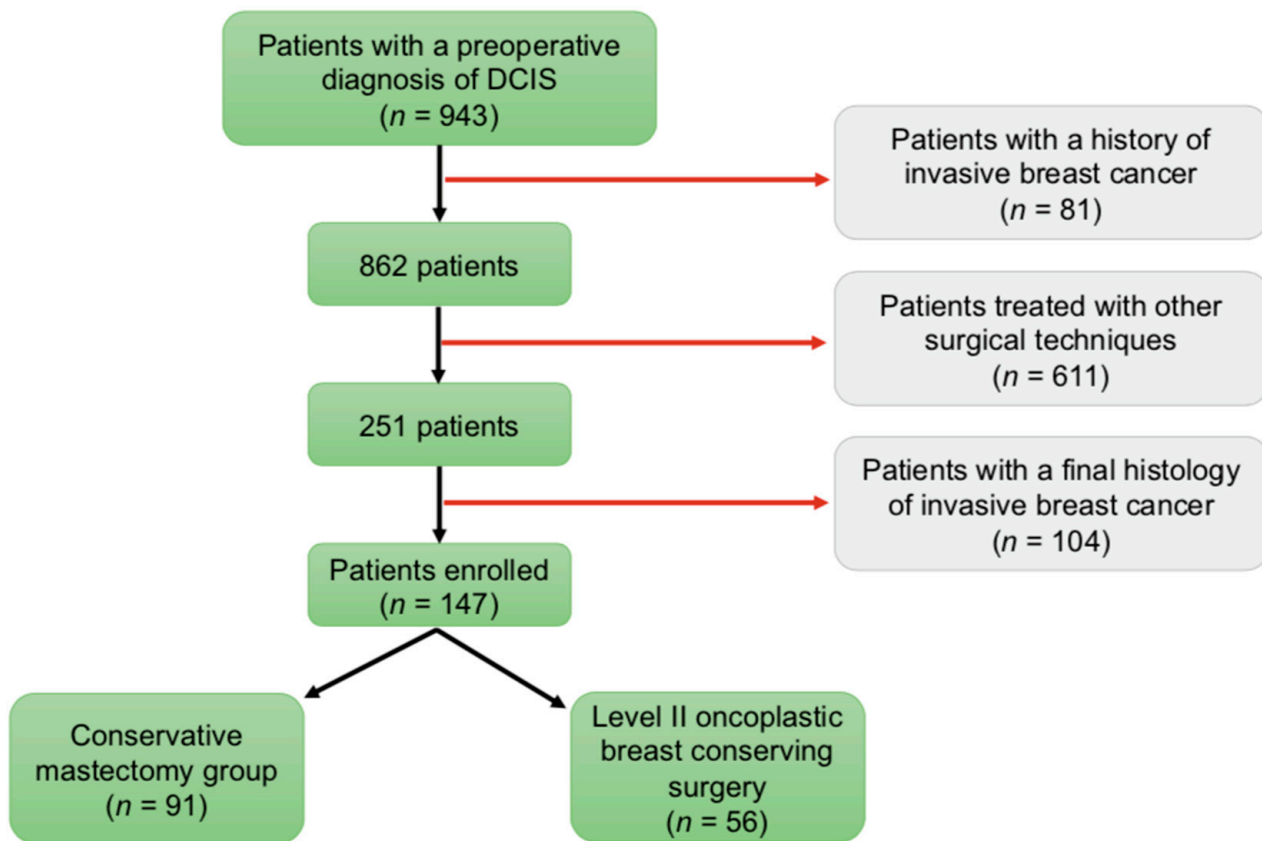 Patients with a preoperative
diagnosis of DCIS
(n = 943)
Patients with a history of
invasive breast cancer
(n = 81)
862 patients
Patients treated with other
surgical techniques
(n = 611)
251 patients
Patients with a final histology
of invasive breast cancer
(n = 104)
Patients enrolled
(n = 147)
Conservative
mastectomy group
(n = 91)
Level II oncoplastic
breast conserving
surgery
(n = 56)